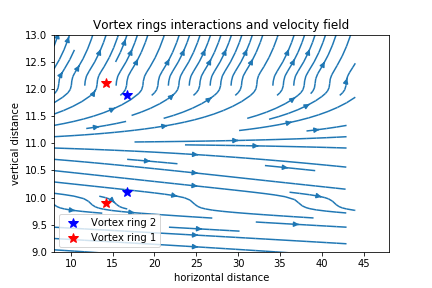 Vortex rings interactions and velocity field
13.0
12.5
12.0
11.5
11.0
10.5
10.0
9.5
9.0
vertical distance
Vortex ring 2
Vortex ring 1
10 15 20 25 30 35 40 45
horizontal distance